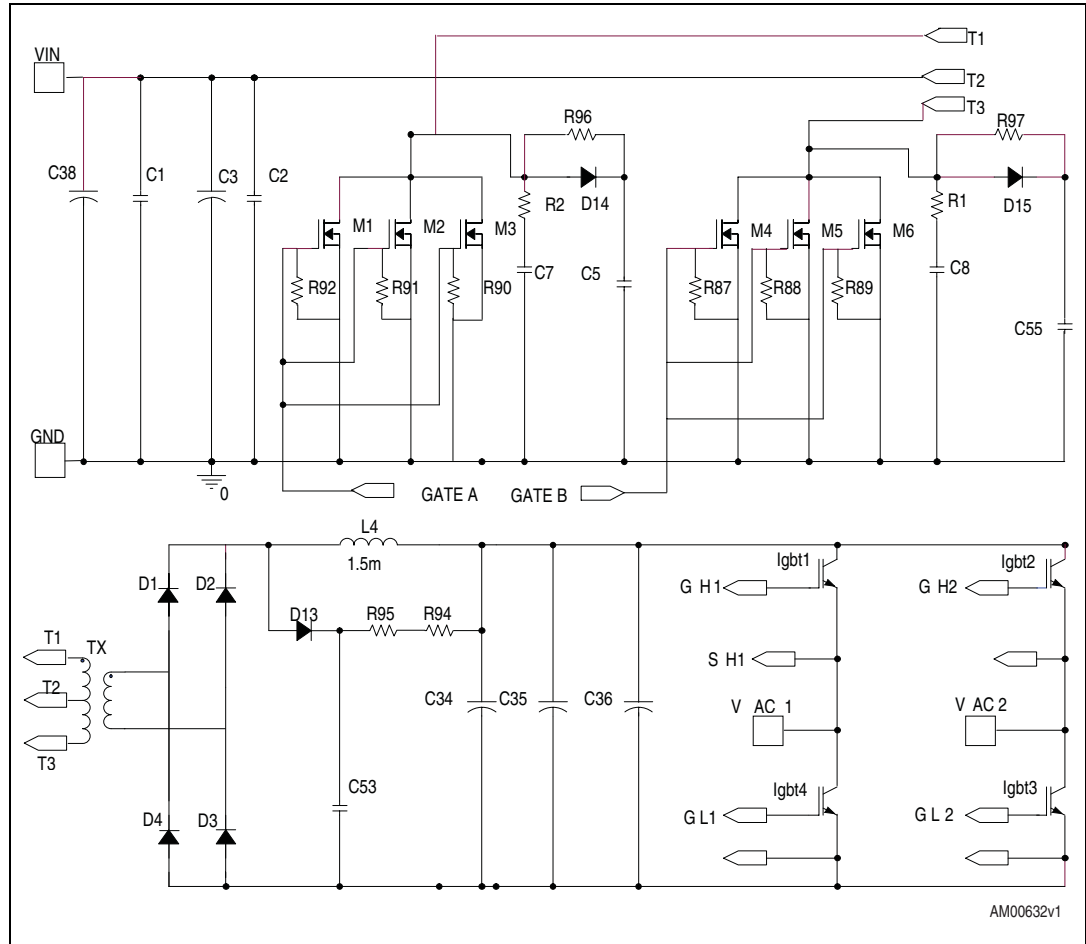 VIN
T1
T2
T3
R96
R97
C38
C1
C3
C2
R2
D14
R1
D15
M1
M2
M3
M4
M5
M6
C7
C5
C8
R92
R91
R90
R87
R88
R89
C55
GND
0
GATE A
GATE B
L4
1.5m
Igbt1
Igbt2
D1
D2
G H1
G H2
D13
R95
R94
T1
TX
S H1
T2
C34
C35
C36
V AC 1
V AC 2
T3
C53
Igbt4
Igbt3
D4
D3
G L1
G L 2
AM00632v1